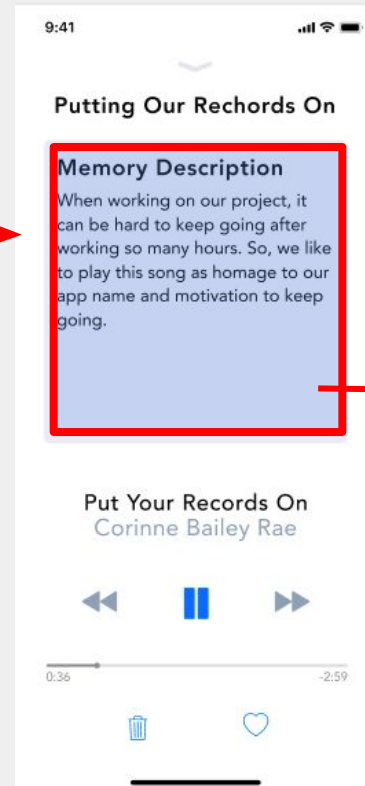 9:41
Putting Our Rechords On
Memory Description
When working on our project, it
can be hard to keep going after
working so many hours. So, we like
to play this song as homage to our
app name and motivation to keep
going.
Put Your Records On
Corinne Bailey Rae
0:36
-2:59